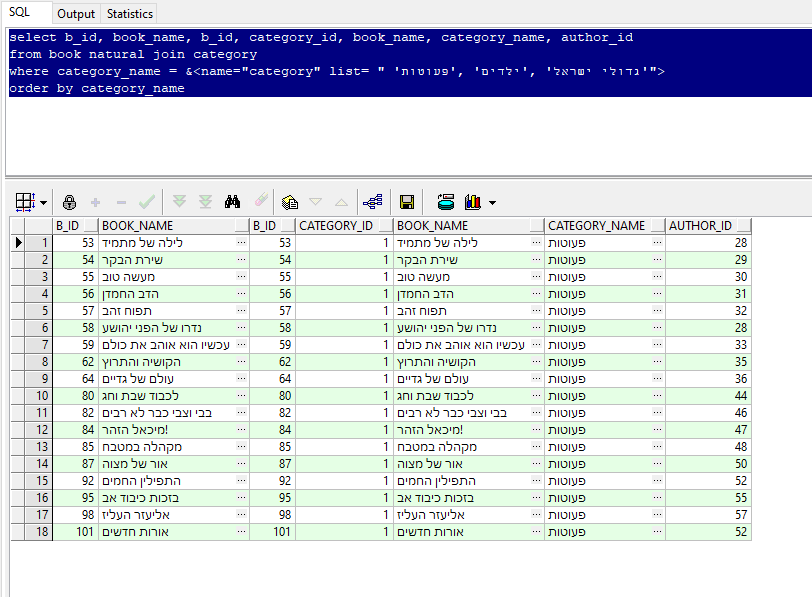 SQL Output Statistics
select b_id, book_name, b_id, category_id, book_name, category_name, author_id
from book natural join category
where category_name = &<name="category" list= " 'פעוטות', 'ילדים', 'גדולי ישראל'">
order by category_name
B_ID BOOK_NAME B_ID CATEGORY_ID BOOK_NAME CATEGORY_NAME AUTHOR_ID
1 53 לילה של מתמיד ... 53 1 לילה של מתמיד ... פעוטות ... 28
2 54 שירת הבקר ... 54 1 שירת הבקר ... פעוטות ... 29
3 55 מעשה טוב ... 55 1 מעשה טוב ... פעוטות ... 30
4 56 הדב החמדן ... 56 1 הדב החמדן ... פעוטות ... 31
5 57 תפוח זהב ... 57 1 תפוח זהב ... פעוטות ... 32
6 58 נדרו של הפני יהושע ... 58 1 נדרו של הפני יהושע ... פעוטות ... 28
7 59 עכשיו הוא אוהב את כולם ... 59 1 עכשיו הוא אוהב את כולם ... פעוטות ... 33
8 62 הקושיה והתרוץ ... 62 1 הקושיה והתרוץ ... פעוטות ... 35
9 64 עולם של גדיים ... 64 1 עולם של גדיים ... פעוטות ... 36
10 80 לכבוד שבת וחג ... 80 1 לכבוד שבת וחג ... פעוטות ... 44
11 82 בבי וצבי כבר לא רבים ... 82 1 בבי וצבי כבר לא רבים ... פעוטות ... 46
12 84 מיכאל הזהר! ... 84 1 מיכאל הזהר! ... פעוטות ... 47
13 85 מקהלה במטבח ... 85 1 מקהלה במטבח ... פעוטות ... 48
14 87 אור של מצוה ... 87 1 אור של מצוה ... פעוטות ... 50
15 92 התפילין החמים ... 92 1 התפילין החמים ... פעוטות ... 52
16 95 בזכות כיבוד אב ... 95 1 בזכות כיבוד אב ... פעוטות ... 55
17 98 אליעזר העליז ... 98 1 אליעזר העליז ... פעוטות ... 57
18 101 אורות חדשים ... 101 1 אורות חדשים ... פעוטות ... 52